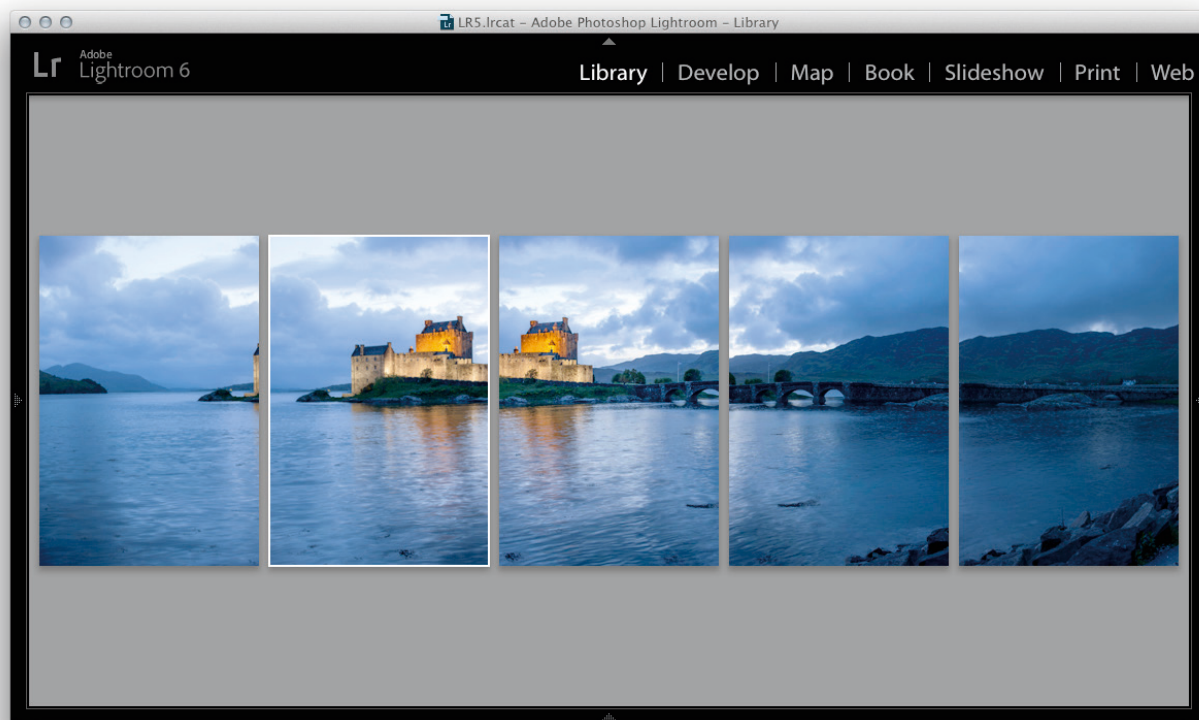 LR5.lrcat – Adobe Photoshop Lightroom – Library
Lr
Adobe
Lightroom 6
Library | Develop | Map | Book | Slideshow | Print | Web